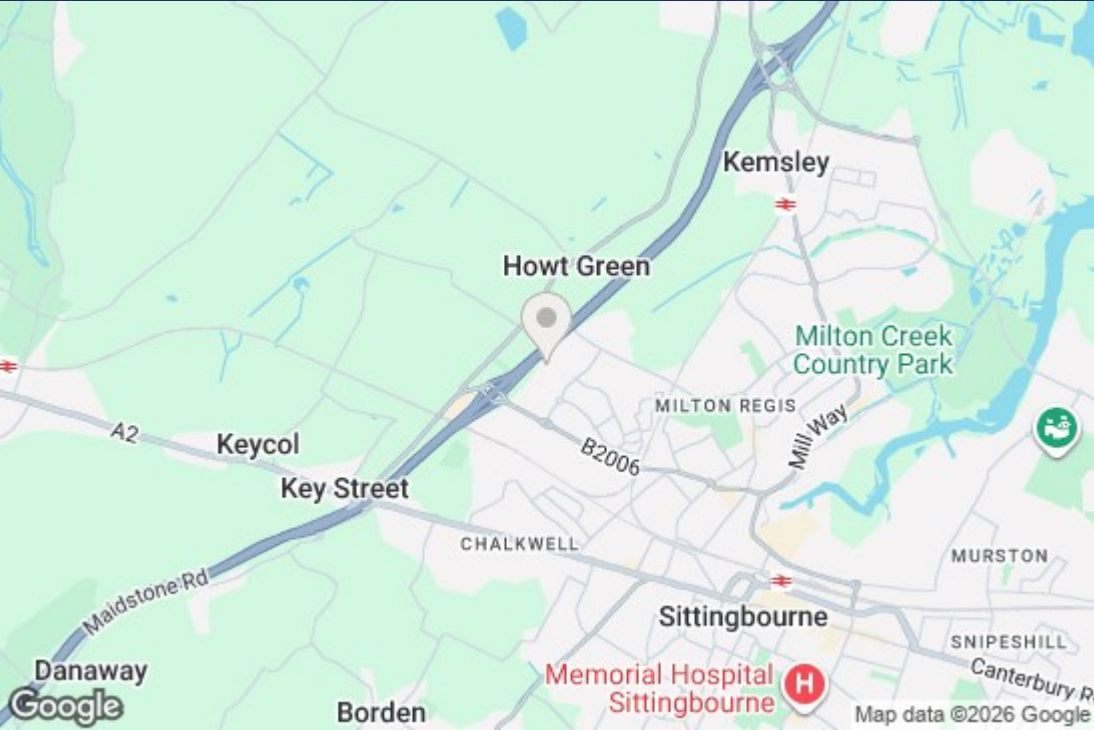 Kemsley
Howt Green
Milton Creek
Country Park
MILTON REGIS
Mill Way
A2
Keycol
B2006
Key Street
CHALKWELL
MURSTON
Maidstone Rd
Sittingbourne
SNIPESHILL
Danaway
Memorial Hospital
Sittingbourne
H
Canterbury R
Google
Borden
Map data ©2026 Google